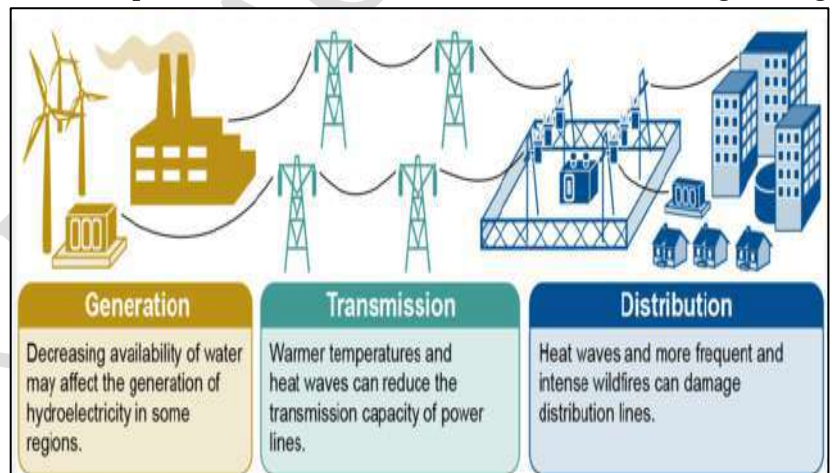 Generation
Decreasing availability of water
may affect the generation of
hydroelectricity in some
regions.
Transmission
Warmer temperatures and
heat waves can reduce the
transmission capacity of power
lines.
Distribution
Heat waves and more frequent and
intense wildfires can damage
distribution lines.